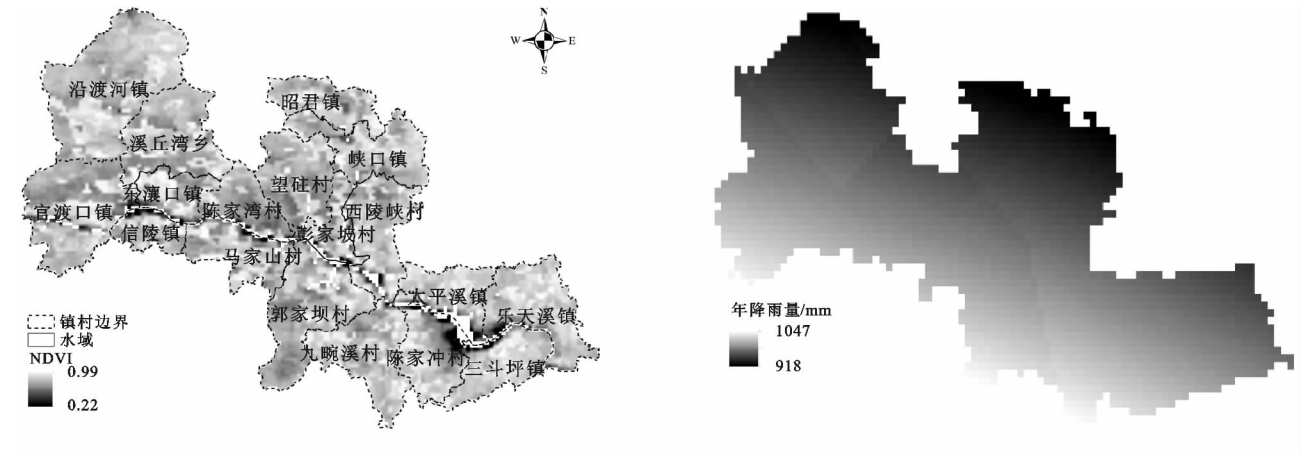 N
W
E
S
沿渡河镇
昭君镇
溪丘湾乡
峡口镇
望砫村
东瀼口镇
官渡口镇
陈家湾村
西陵峡村
信陵镇
彭家坡村
马家山村
太平溪镇
郭家坝村
乐天溪镇
九畹溪村
陈家冲村
三斗坪镇
镇村边界
水域
NDVI
0.99
0.22
年降雨量/mm
1047
918